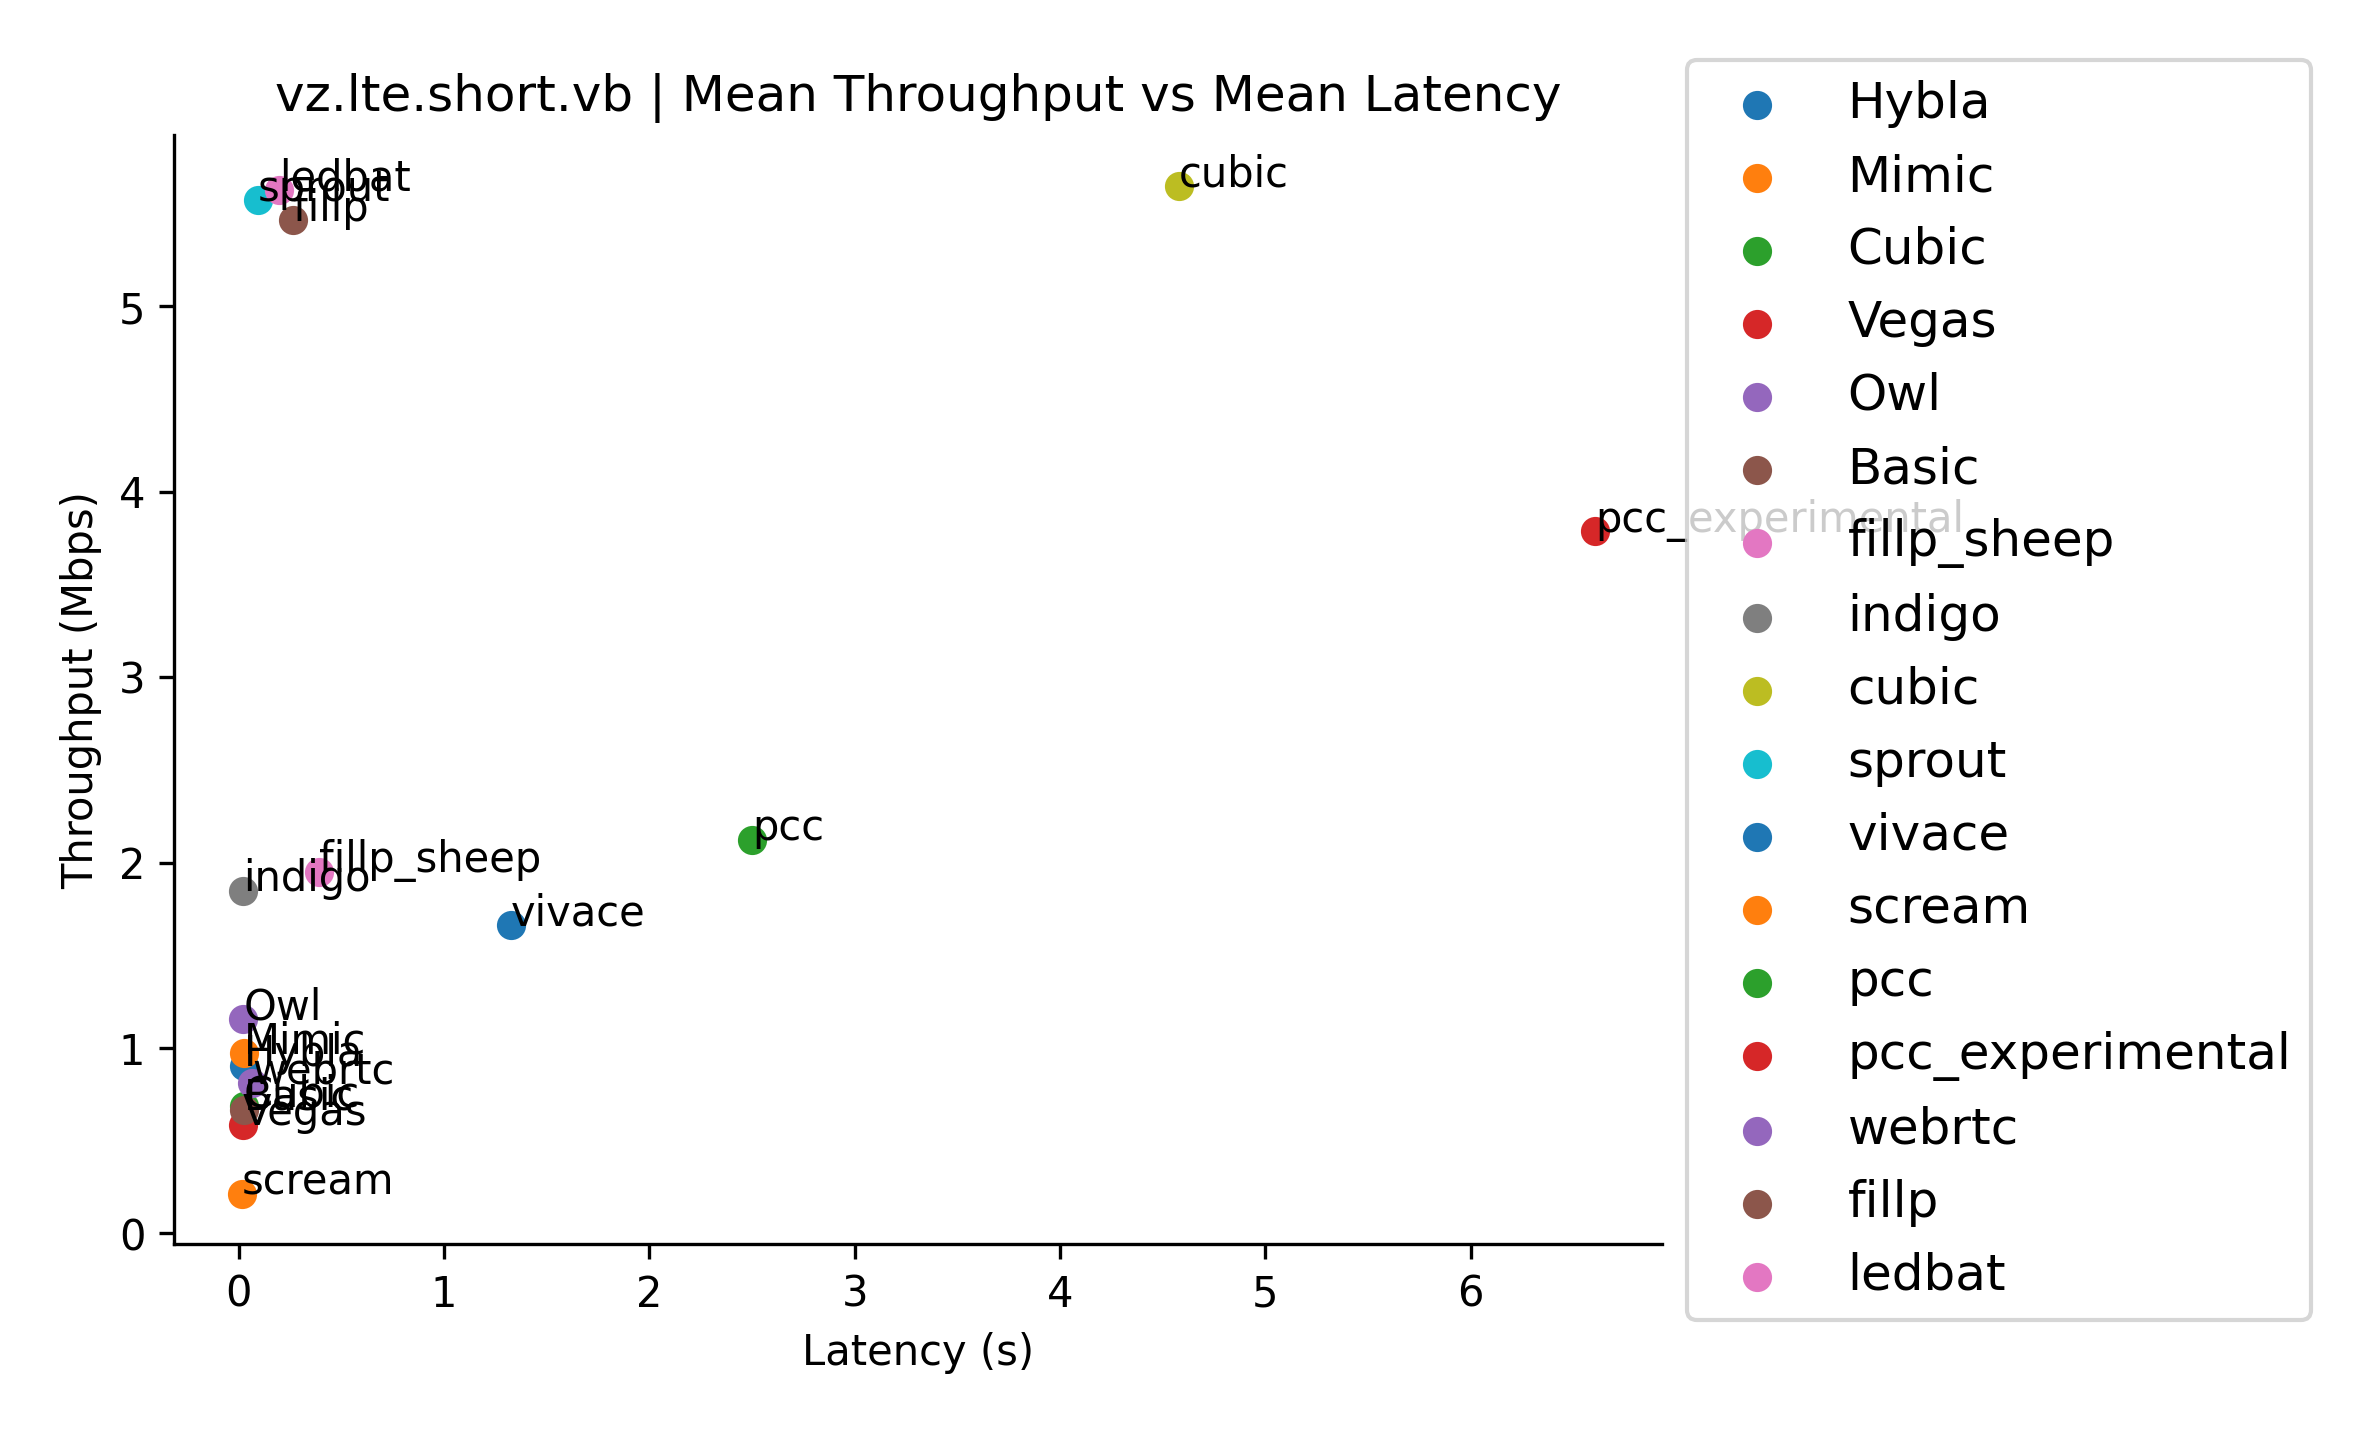 vz.lte.short.vb | Mean Throughput vs Mean Latency
Throughput (Mbps)
5
4
3
2
1
0
0 1 2 3 4 5 6
Latency (s)
ledbat
sprout
fillp
cubic
pcc_experimental
pcc
fillp_sheep
indigo
vivace
Owl
Mimic
Hybla
webrtc
Cubic
Basic
Vegas
scream
Hybla
Mimic
Cubic
Vegas
Owl
Basic
fillp_sheep
indigo
cubic
sprout
vivace
scream
pcc
pcc_experimental
webrtc
fillp
ledbat